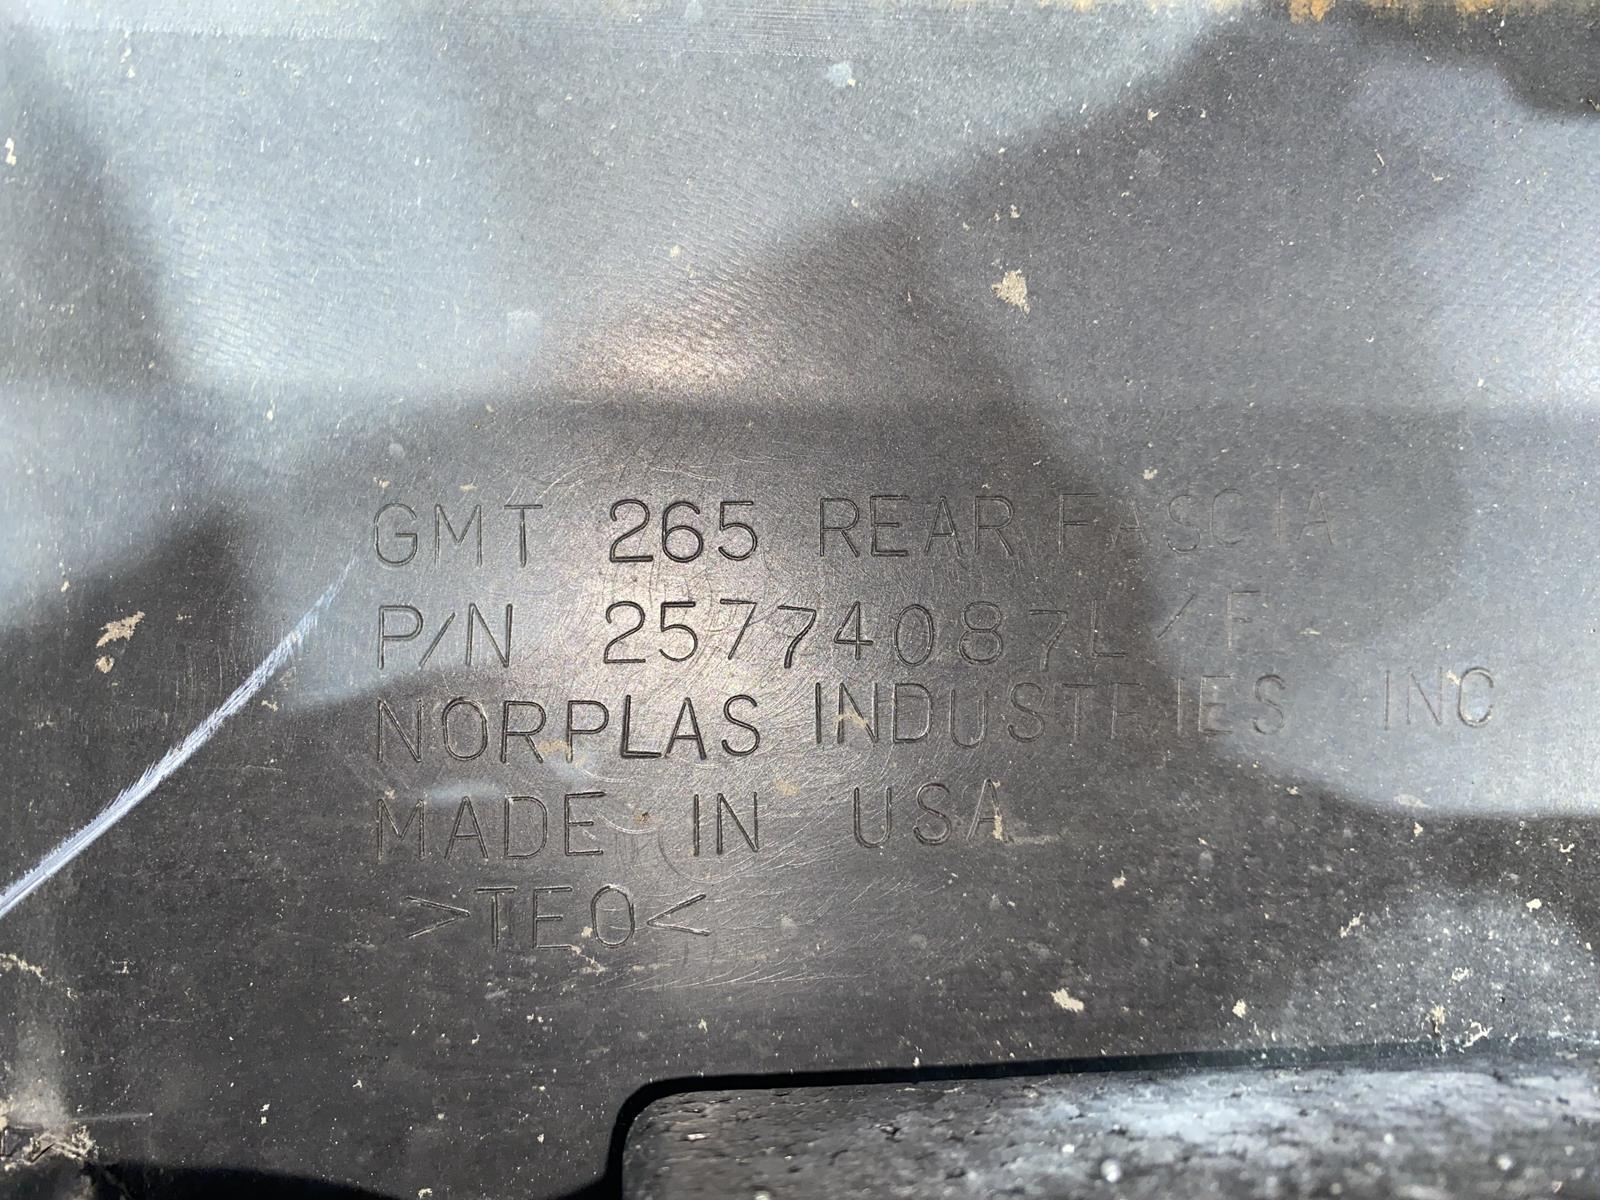 GMT 265 REAR FASCIA
P/N 25774087L/F
NORPLAS INDUSTRIES INC
MADE IN USA
>TEO<